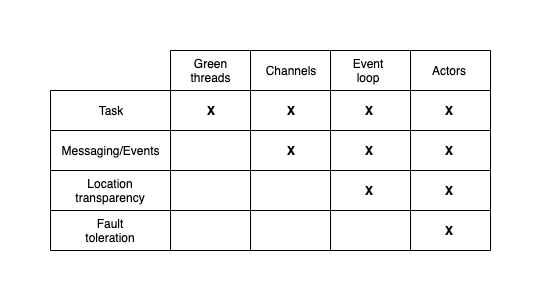 Green
threads
Channels
Event
loop
Actors
Task X X X X
Messaging/Events X X X
Location
transparency X X
Fault
toleration X